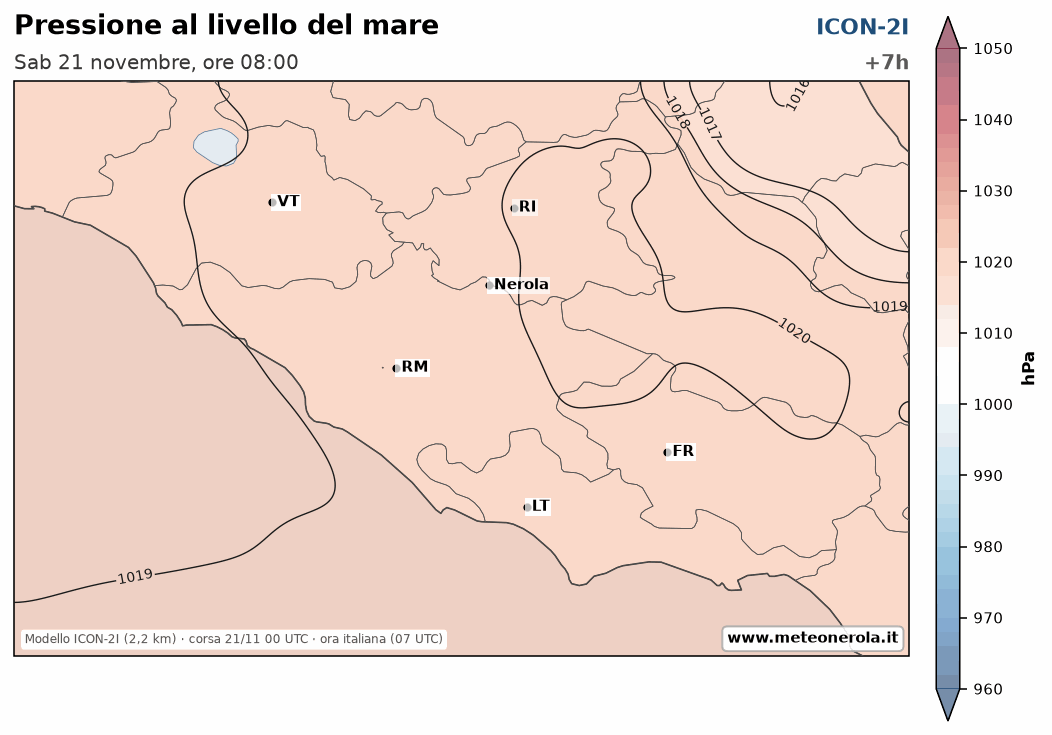 Pressione al livello del mare
ICON-2I
Sab 21 novembre, ore 08:00
+7h
1016
1018
1017
VT
RI
Nerola
1019
1020
RM
FR
LT
1019
Modello ICON-2I (2,2 km) · corsa 21/11 00 UTC · ora italiana (07 UTC)
www.meteonerola.it
1050
1040
1030
1020
1010
1000
990
980
970
960
hPa